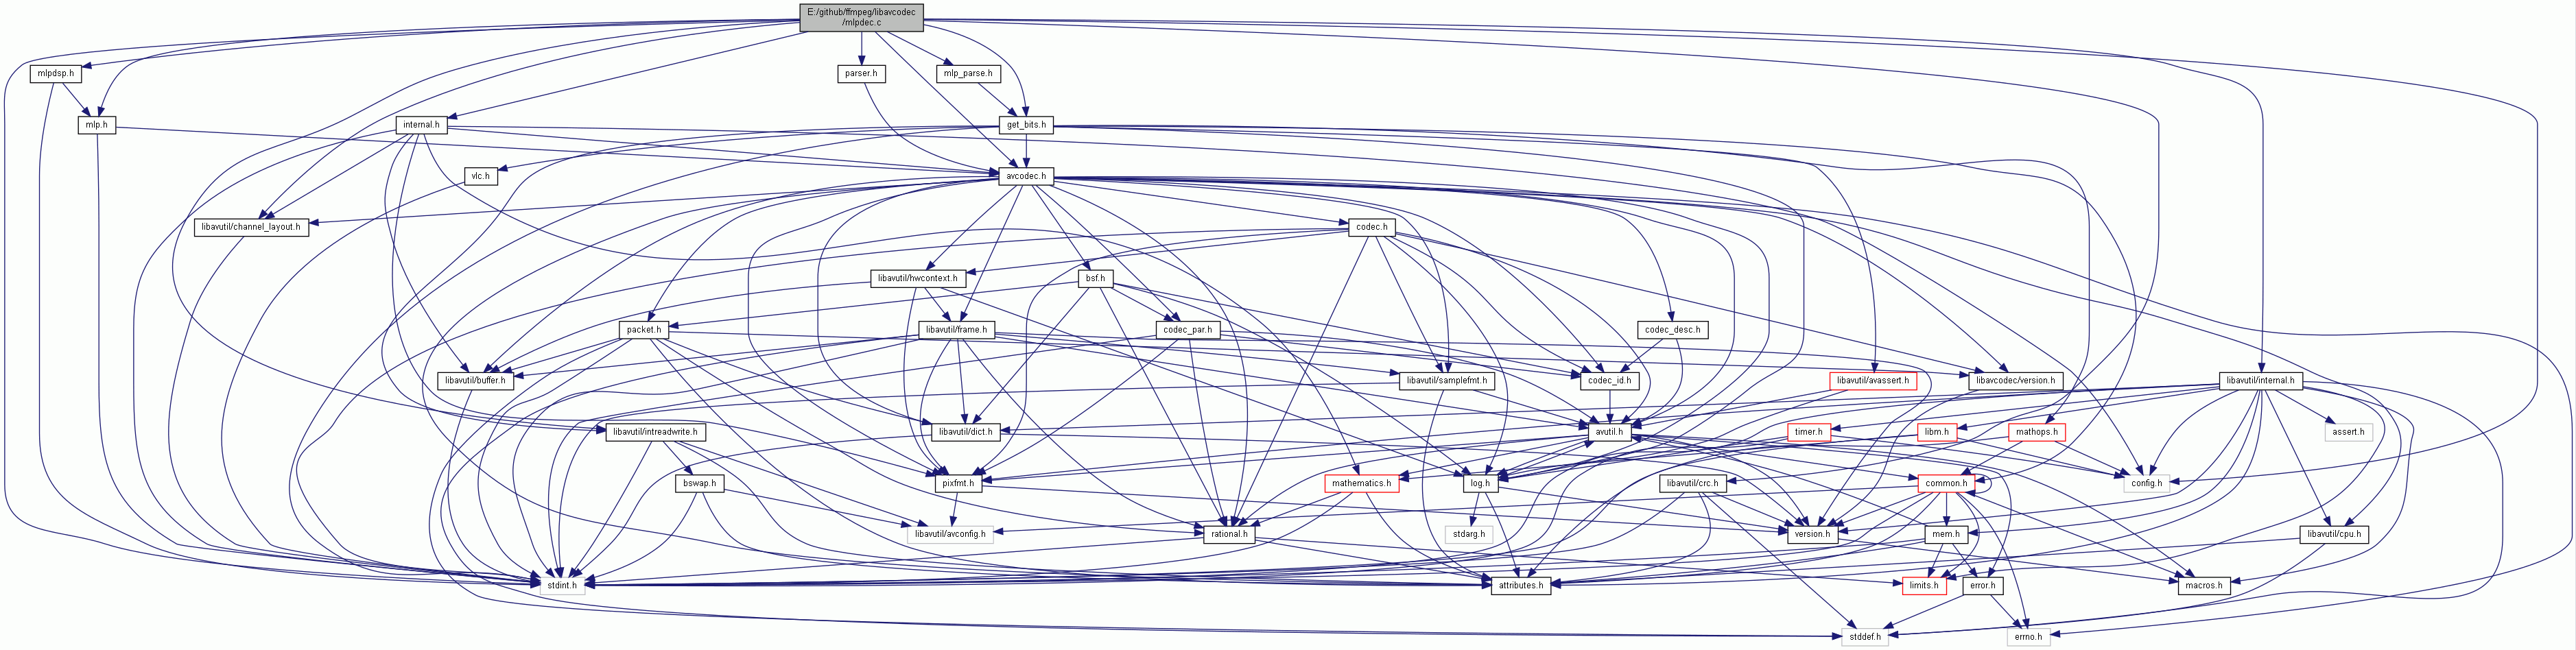 E:/github/ffmpeg/libavcodec
/mlpdec.c
mlpdsp.h
parser.h
mlp_parse.h
mlp.h
internal.h
get_bits.h
vlc.h
avcodec.h
libavutil/channel_layout.h
codec.h
libavutil/hwcontext.h
bsf.h
packet.h
libavutil/frame.h
codec_par.h
codec_desc.h
libavutil/buffer.h
libavutil/samplefmt.h
codec_id.h
libavutil/avassert.h
libavcodec/version.h
libavutil/internal.h
libavutil/intreadwrite.h
libavutil/dict.h
avutil.h
timer.h
libm.h
mathops.h
assert.h
bswap.h
pixfmt.h
mathematics.h
log.h
libavutil/crc.h
common.h
config.h
libavutil/avconfig.h
rational.h
stdarg.h
version.h
mem.h
libavutil/cpu.h
stdint.h
attributes.h
limits.h
error.h
macros.h
stddef.h
errno.h